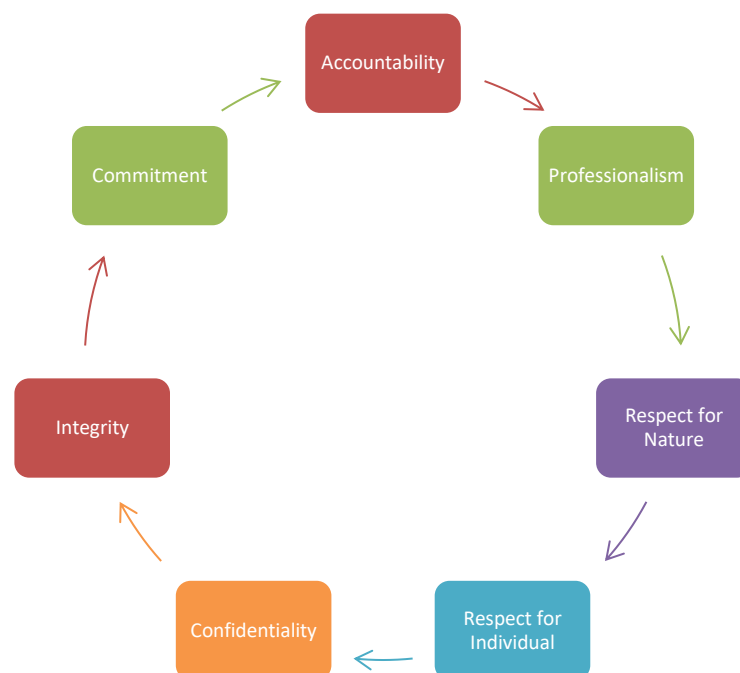 Accountability
Professionalism
Respect for
Nature
Respect for
Individual
Confidentiality
Integrity
Commitment